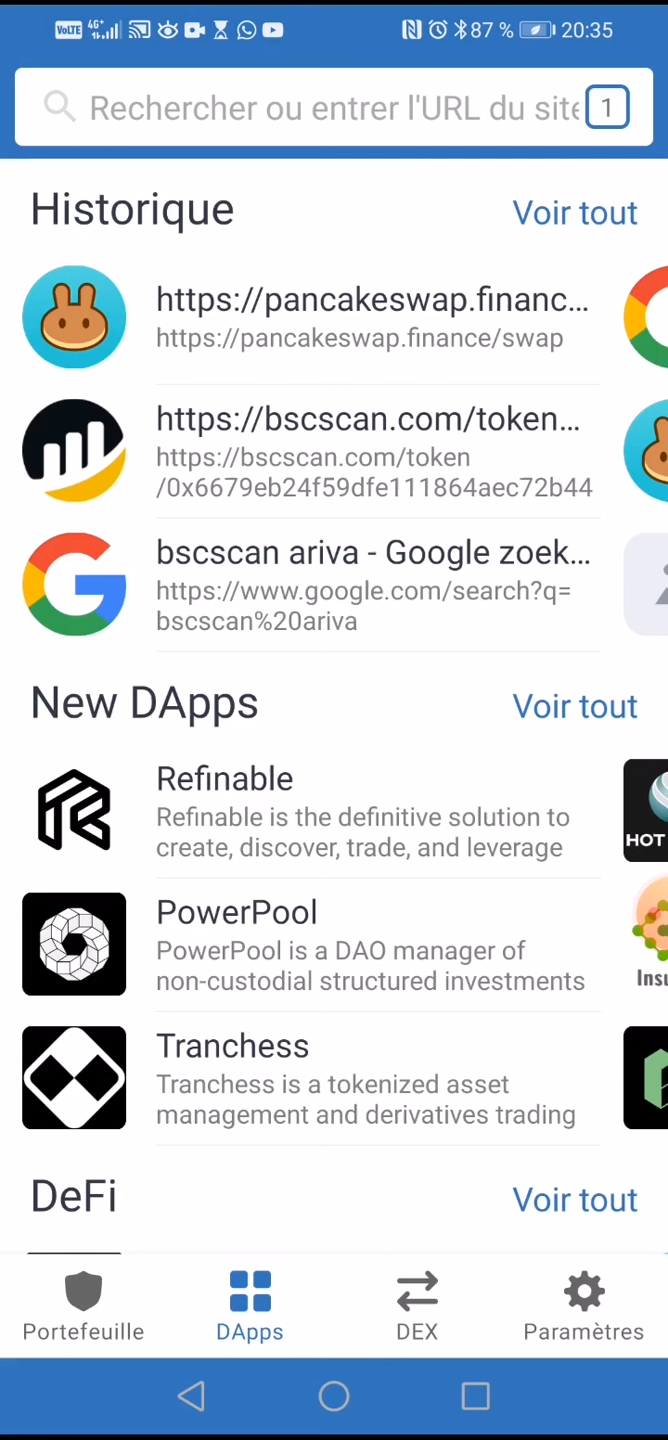 VoLTE 4G+ 87 % 20:35
Rechercher ou entrer l'URL du site 1
Historique Voir tout
https://pancakeswap.financ...
https://pancakeswap.finance/swap
https://bscscan.com/token...
https://bscscan.com/token
/0x6679eb24f59dfe111864aec72b44
bscscan ariva - Google zoek...
https://www.google.com/search?q=
bscscan%20ariva
New DApps Voir tout
Refinable
Refinable is the definitive solution to
create, discover, trade, and leverage
HOT
PowerPool
PowerPool is a DAO manager of
non-custodial structured investments
Insu
Tranchess
Tranchess is a tokenized asset
management and derivatives trading
DeFi Voir tout
Portefeuille DApps DEX Paramètres